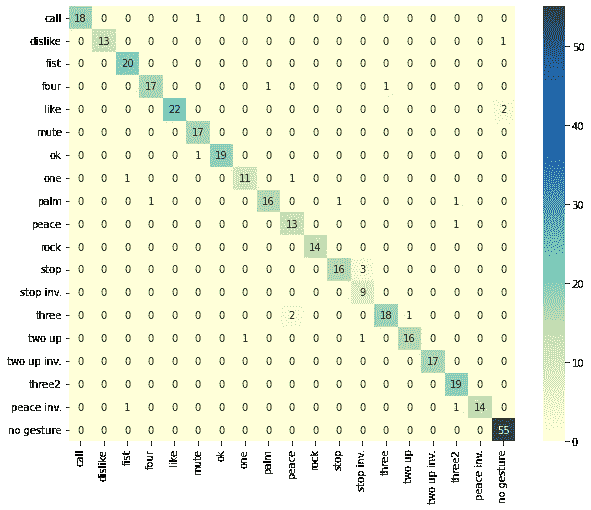 call 18 0 0 0 0 1 0 0 0 0 0 0 0 0 0 0 0 0 0
dislike 0 13 0 0 0 0 0 0 0 0 0 0 0 0 0 0 0 0 1
fist 0 0 20 0 0 0 0 0 0 0 0 0 0 0 0 0 0 0 0
four 0 0 0 17 0 0 0 0 1 0 0 0 0 1 0 0 0 0 0
like 0 0 0 0 22 0 0 0 0 0 0 0 0 0 0 0 0 0 2
mute 0 0 0 0 0 17 0 0 0 0 0 0 0 0 0 0 0 0 0
ok 0 0 0 0 0 1 19 0 0 0 0 0 0 0 0 0 0 0 0
one 0 0 1 0 0 0 0 11 0 1 0 0 0 0 0 0 0 0 0
palm 0 0 0 1 0 0 0 0 16 0 0 1 0 0 0 0 1 0 0
peace 0 0 0 0 0 0 0 0 0 13 0 0 0 0 0 0 1 0 0
rock 0 0 0 0 0 0 0 0 0 0 14 0 0 0 0 0 0 0 0
stop 0 0 0 0 0 0 0 0 0 0 0 16 3 0 0 0 0 0 0
stop inv. 0 0 0 0 0 0 0 0 0 0 0 0 9 0 0 0 0 0 0
three 0 0 0 0 0 0 0 0 0 2 0 0 0 18 1 0 0 0 0
two up 0 0 0 0 0 0 0 1 0 0 0 0 1 0 16 0 0 0 0
two up inv. 0 0 0 0 0 0 0 0 0 0 0 0 0 0 0 17 0 0 0
three2 0 0 0 0 0 0 0 0 0 0 0 0 0 0 0 0 19 0 0
peace inv. 0 0 1 0 0 0 0 0 0 0 0 0 0 0 0 0 1 14 0
no gesture 0 0 0 0 0 0 0 0 0 0 0 0 0 0 0 0 0 0 55
call
dislike
fist
four
like
mute
ok
one
palm
peace
rock
stop
stop inv.
three
two up
two up inv.
three2
peace inv.
no gesture
50
40
30
20
10
0